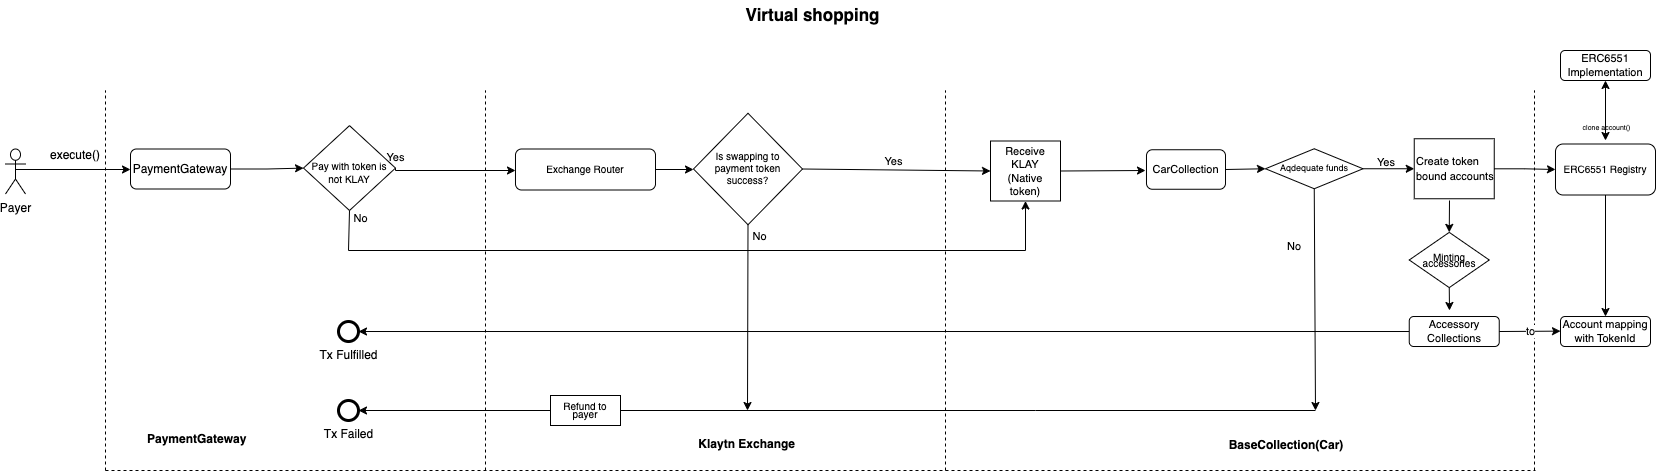 Virtual shopping
ERC6551
Implementation
clone account()
execute()
Payer
PaymentGateway
Pay with token is
not KLAY
Yes
No
Exchange Router
Is swapping to
payment token
success?
Yes
No
Receive
KLAY
(Native
token)
CarCollection
Aqdequate funds
Yes
No
Create token
bound accounts
ERC6551 Registry
Minting
accessories
Accessory
Collections
to
Account mapping
with TokenId
Tx Fulfilled
Refund to
payer
Tx Failed
PaymentGateway
Klaytn Exchange
BaseCollection(Car)